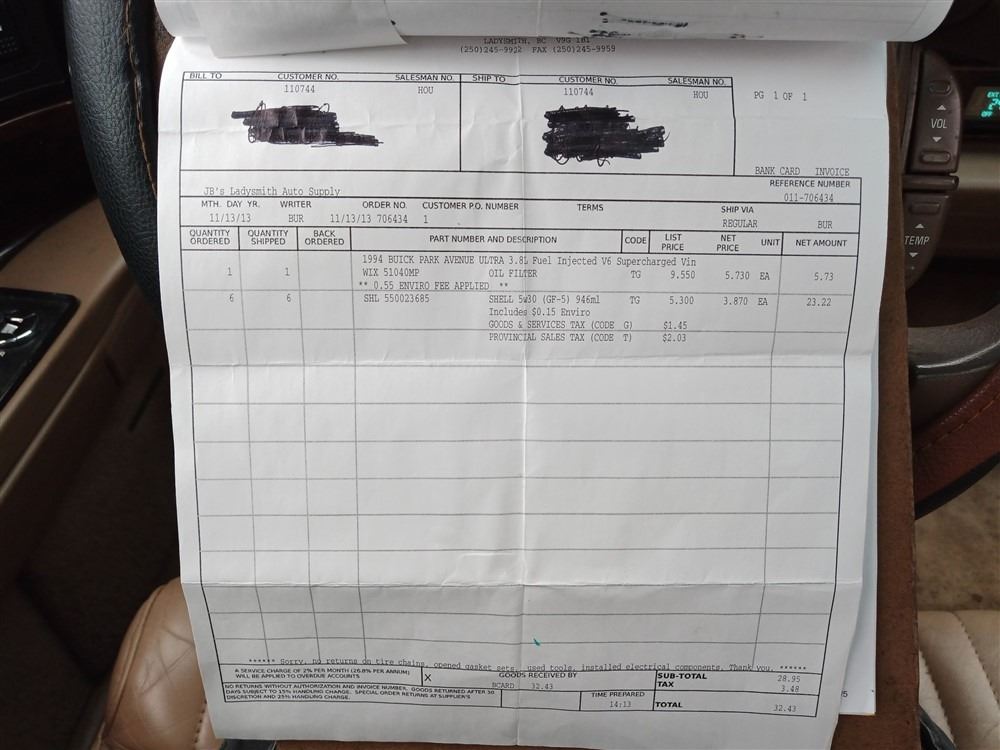 LADYSMITH, BC V9G 1B1
(250)245-9922 FAX (250)245-9959
BILL TO CUSTOMER NO. SALESMAN NO. SHIP TO CUSTOMER NO. SALESMAN NO.
110744 HOU 110744 HOU PG 1 OF 1
BANK CARD INVOICE
REFERENCE NUMBER
011-706434
JB's Ladysmith Auto Supply
MTH. DAY YR. WRITER ORDER NO. CUSTOMER P.O. NUMBER TERMS SHIP VIA
11/13/13 BUR 11/13/13 706434 1 REGULAR BUR
QUANTITY ORDERED QUANTITY SHIPPED BACK ORDERED PART NUMBER AND DESCRIPTION CODE LIST PRICE NET PRICE UNIT NET AMOUNT
1994 BUICK PARK AVENUE ULTRA 3.8L Fuel Injected V6 Supercharged Vin
1 1 WIX 51040MP OIL FILTER TG 9.550 5.730 EA 5.73
** 0.55 ENVIRO FEE APPLIED **
6 6 SHL 550023685 SHELL 5w30 (GF-5) 946ml TG 5.300 3.870 EA 23.22
Includes $0.15 Enviro
GOODS & SERVICES TAX (CODE G) $1.45
PROVINCIAL SALES TAX (CODE T) $2.03
****** Sorry, no returns on tire chains, opened gasket sets, used tools, installed electrical components. Thank you. ******
A SERVICE CHARGE OF 2% PER MONTH (26.8% PER ANNUM)
WILL BE APPLIED TO OVERDUE ACCOUNTS
X GOODS RECEIVED BY
BCARD 32.43
SUB-TOTAL 28.95
TAX 3.48
NO RETURNS WITHOUT AUTHORIZATION AND INVOICE NUMBER. GOODS RETURNED AFTER 30
DAYS SUBJECT TO 15% HANDLING CHARGE. SPECIAL ORDER RETURNS AT SUPPLIER'S
DISCRETION AND 25% HANDLING CHARGE.
TIME PREPARED
14:13
TOTAL 32.43
VOL
TEMP
EXT
OFF